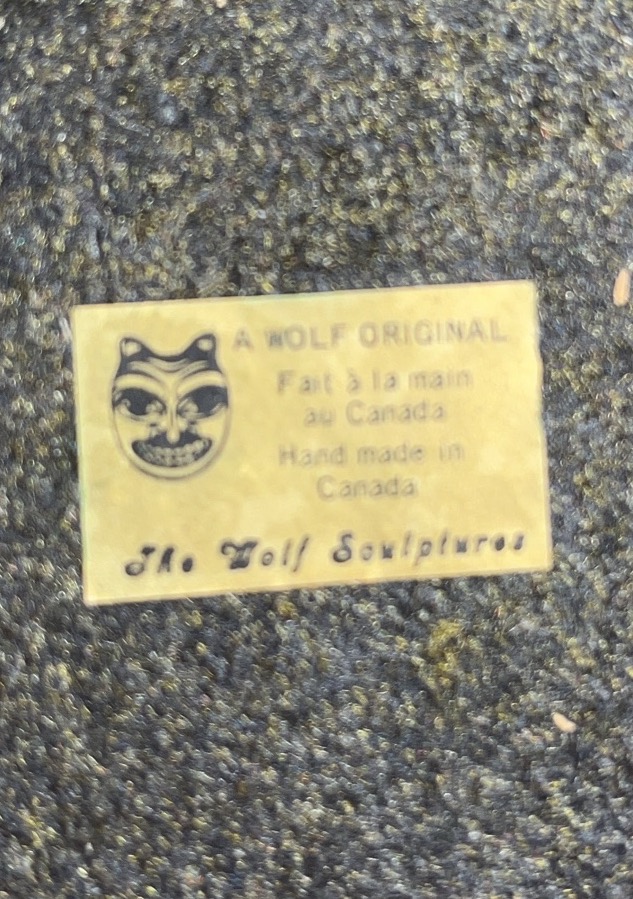 A WOLF ORIGINAL
Fait à la main
au Canada
Hand made in
Canada
The Wolf Sculptures